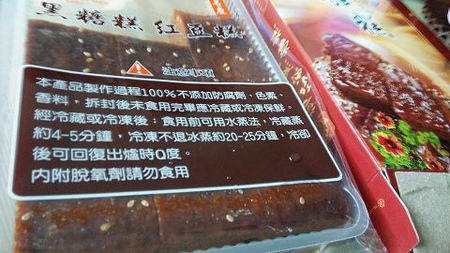 黑糖糕 紅豆糕
注意事項
本產品製作過程100%不添加防腐劑，色素，
香料，拆封後未食用完畢應冷藏或冷凍保鮮。
經冷藏或冷凍後，食用前可用水蒸法，冷藏蒸
約4-5分鐘，冷凍不退冰蒸約20-25分鐘，冷卻
後可回復出爐時Q度。
內附脫氧劑請勿食用